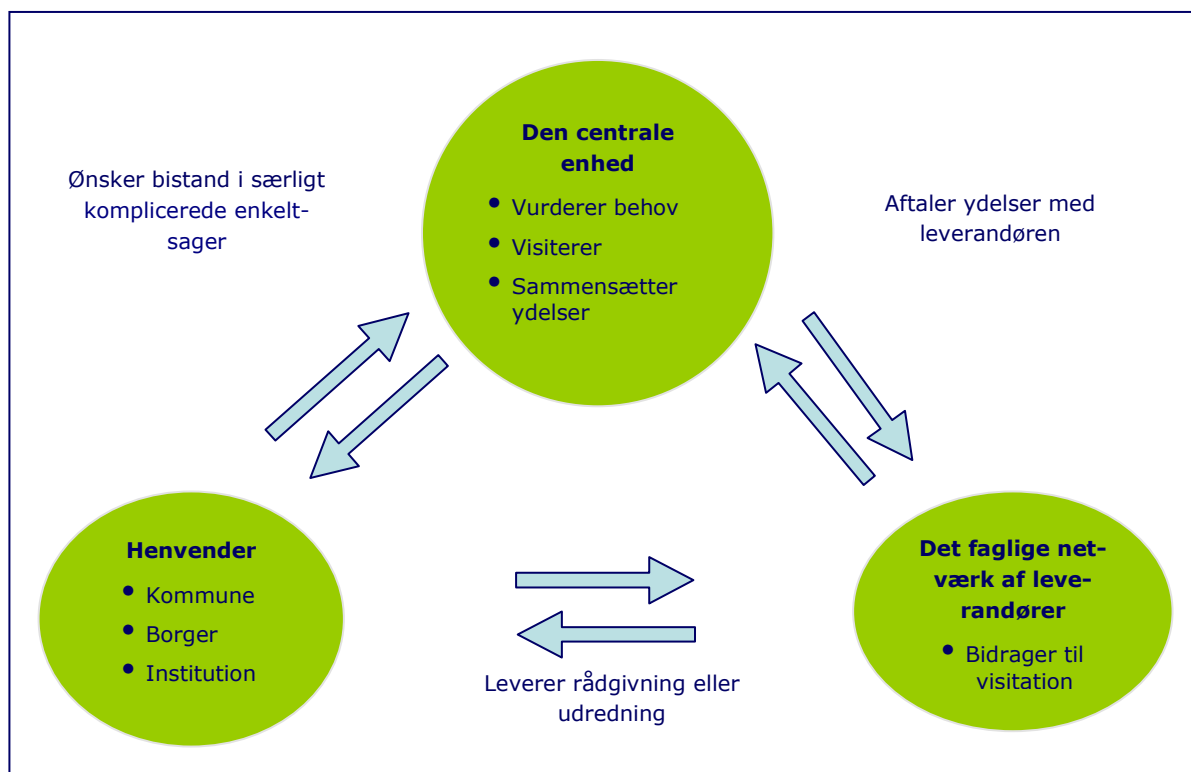 Den centrale
enhed
• Vurderer behov
• Visiterer
• Sammensætter
ydelser
Ønsker bistand i særligt
komplicerede enkelt-
sager
Aftaler ydelser med
leverandøren
Henvender
• Kommune
• Borger
• Institution
Leverer rådgivning eller
udredning
Det faglige net-
værk af leve-
randører
• Bidrager til
visitation